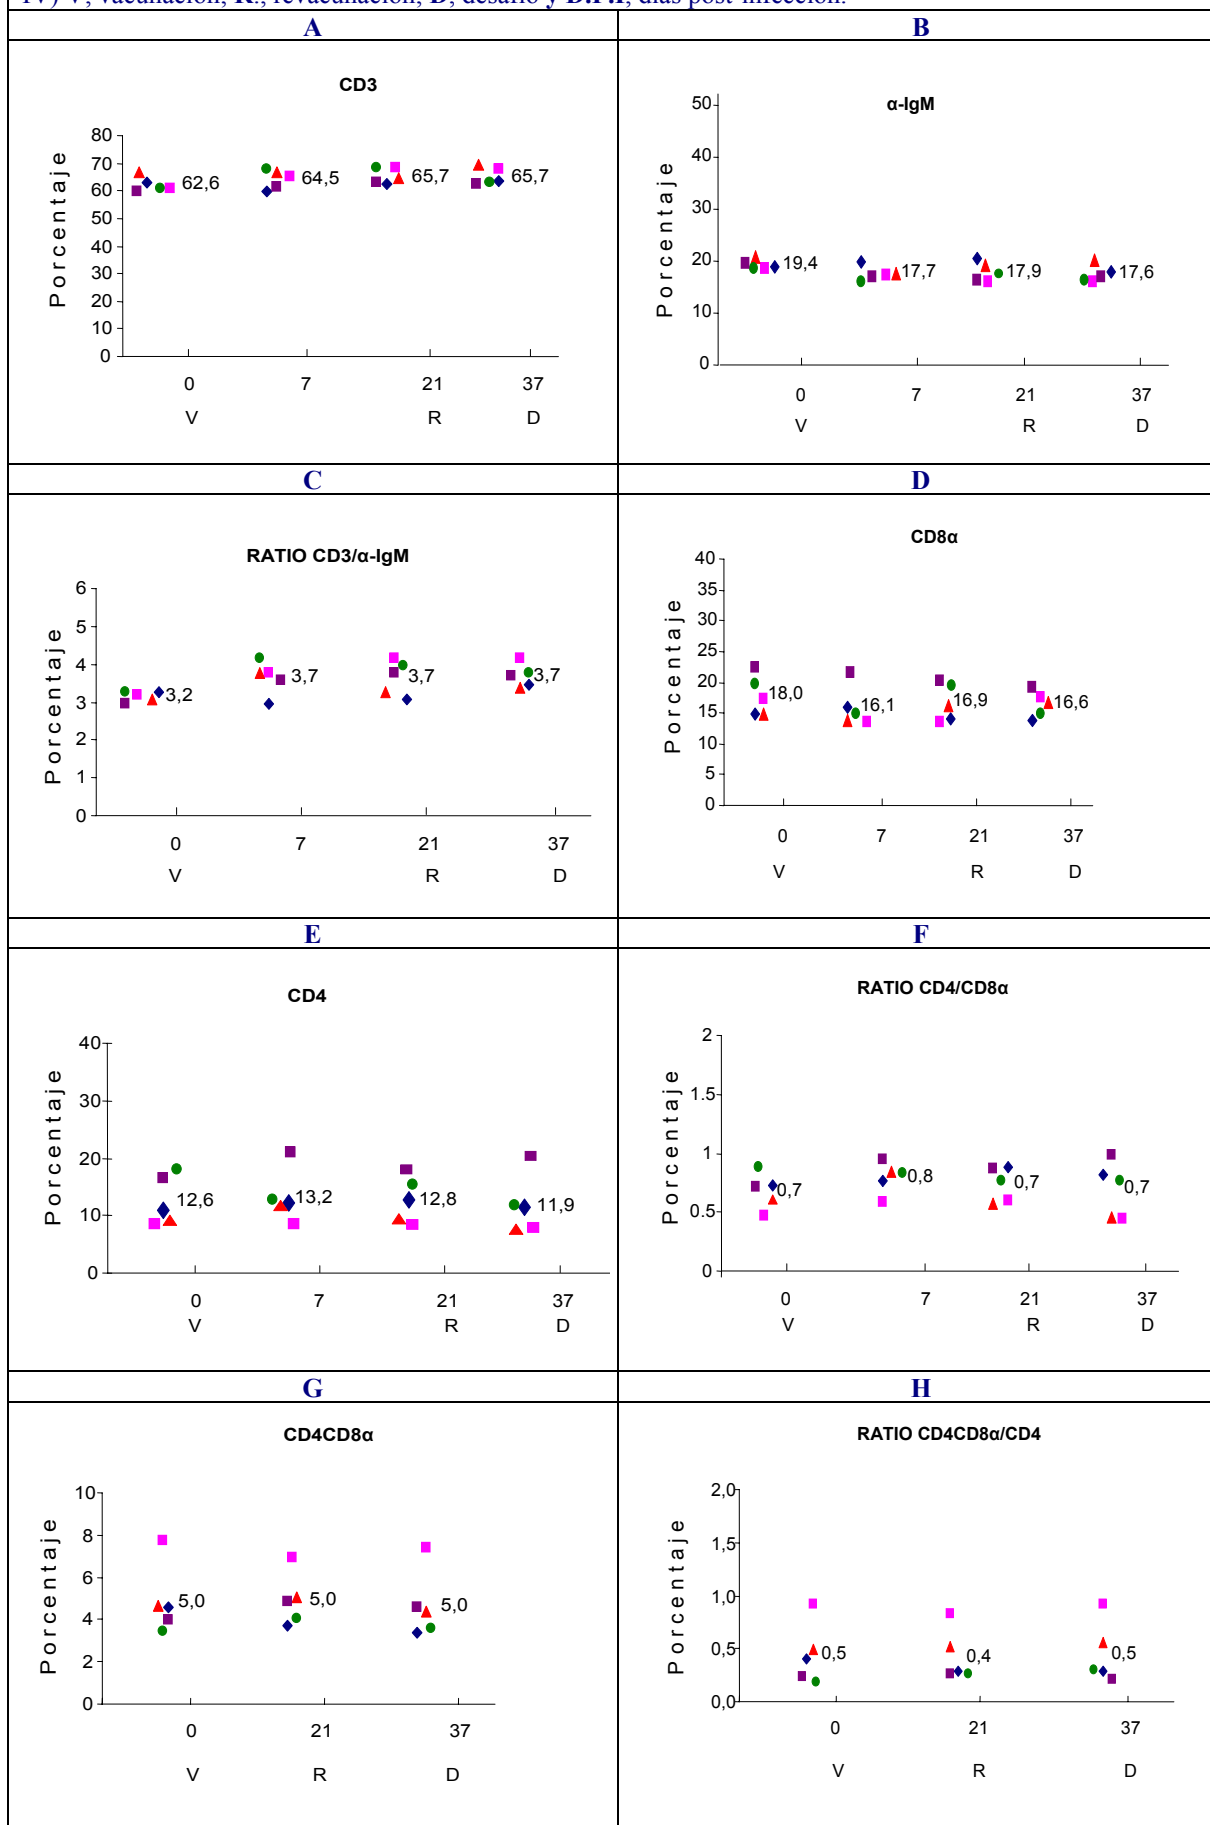 IV) V, vacunación; R., revacunación; D, desafío y D.P.I, días post-infección.
A B
CD3
Porcentaje
80
70
60
50
40
30
20
10
0
62,6 64,5 65,7 65,7
0 7 21 37
V R D
α-IgM
Porcentaje
50
40
30
20
10
0
19,4 17,7 17,9 17,6
0 7 21 37
V R D
C D
RATIO CD3/α-IgM
Porcentaje
6
5
4
3
2
1
0
3,2 3,7 3,7 3,7
0 7 21 37
V R D
CD8α
Porcentaje
40
35
30
25
20
15
10
5
0
18,0 16,1 16,9 16,6
0 7 21 37
V R D
E F
CD4
Porcentaje
40
30
20
10
0
12,6 13,2 12,8 11,9
0 7 21 37
V R D
RATIO CD4/CD8α
Porcentaje
2
1.5
1
0.5
0
0,7 0,8 0,7 0,7
0 7 21 37
V R D
G H
CD4CD8α
Porcentaje
10
8
6
4
2
0
5,0 5,0 5,0
0 21 37
V R D
RATIO CD4CD8α/CD4
Porcentaje
2,0
1,5
1,0
0,5
0,0
0,5 0,4 0,5
0 21 37
V R D